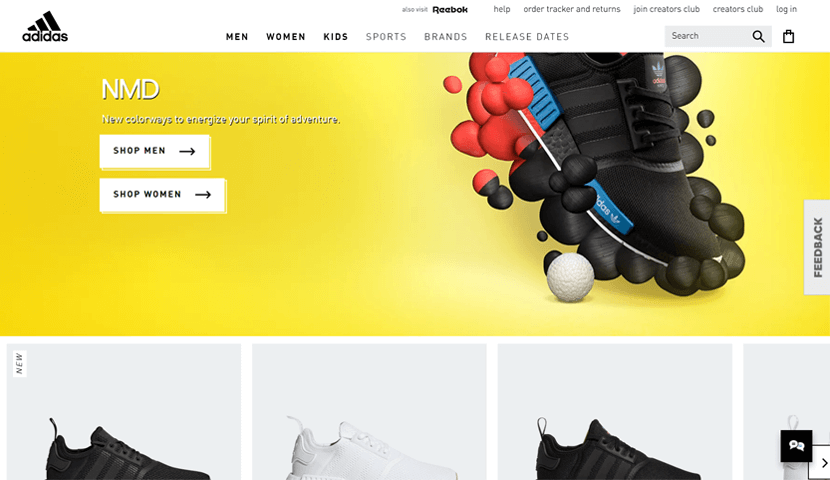 also visit Reebok help order tracker and returns join creators club creators club log in
adidas
MEN WOMEN KIDS SPORTS BRANDS RELEASE DATES Search
NMD
New colorways to energize your spirit of adventure.
SHOP MEN
SHOP WOMEN
adidas
FEEDBACK
NEW